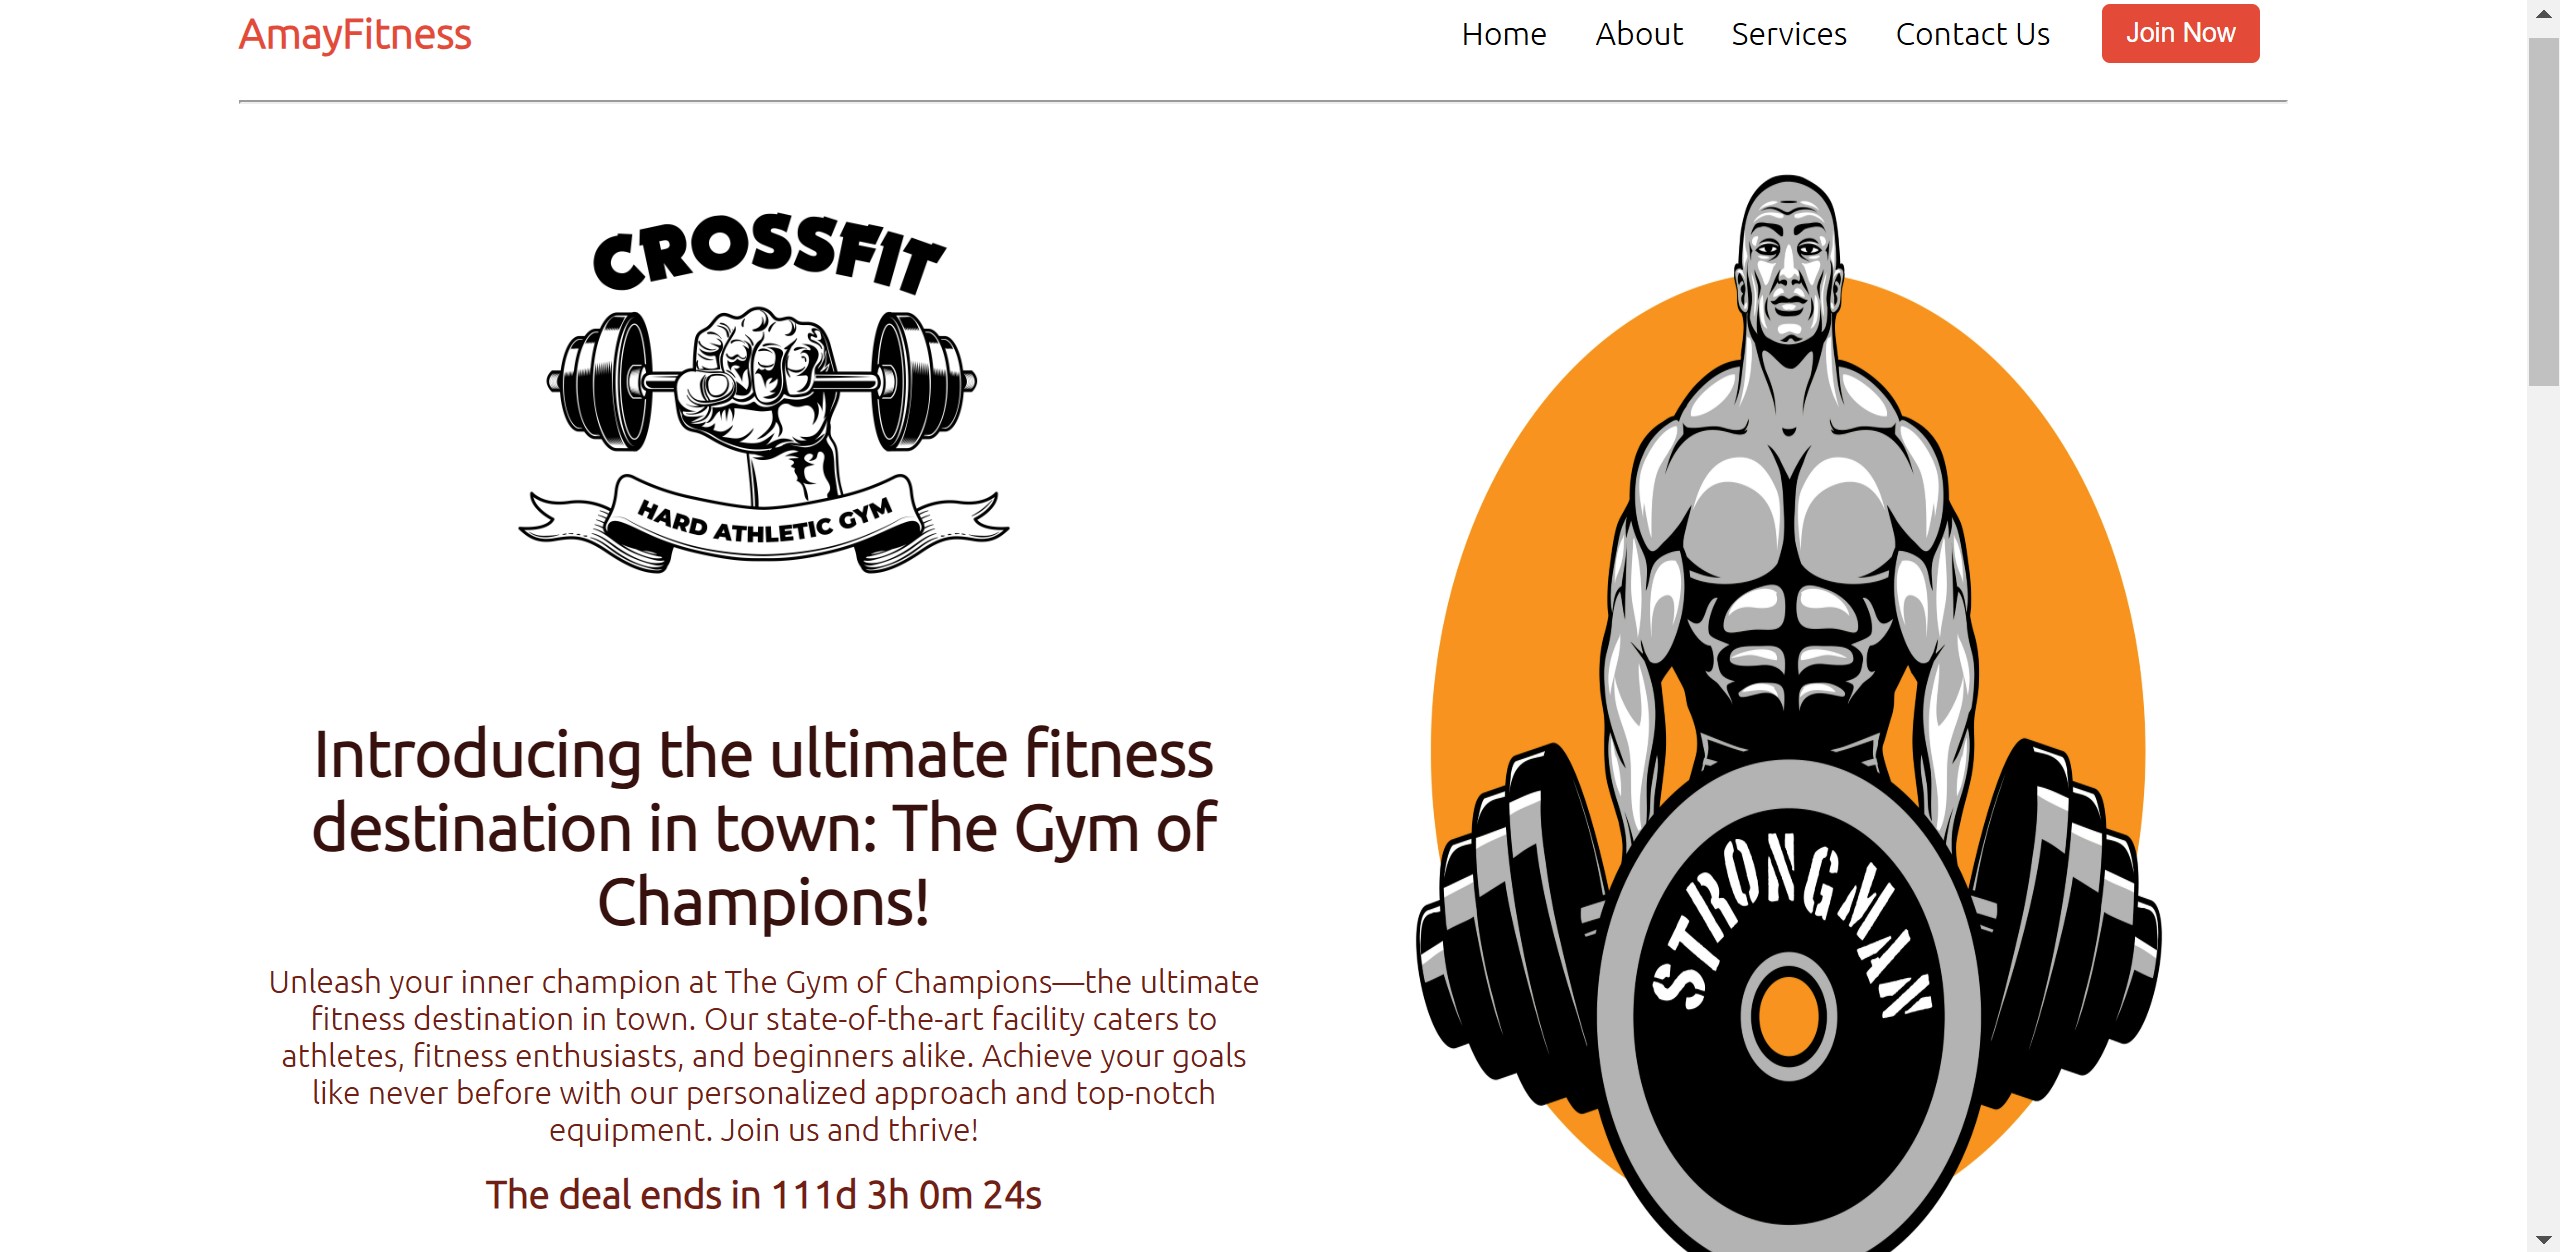 AmayFitness
Home
About
Services
Contact Us
Join Now
CROSSFIT
HARD ATHLETIC GYM
Introducing the ultimate fitness
destination in town: The Gym of
Champions!
Unleash your inner champion at The Gym of Champions—the ultimate
fitness destination in town. Our state-of-the-art facility caters to
athletes, fitness enthusiasts, and beginners alike. Achieve your goals
like never before with our personalized approach and top-notch
equipment. Join us and thrive!
The deal ends in 111d 3h 0m 24s
STRONGMAN